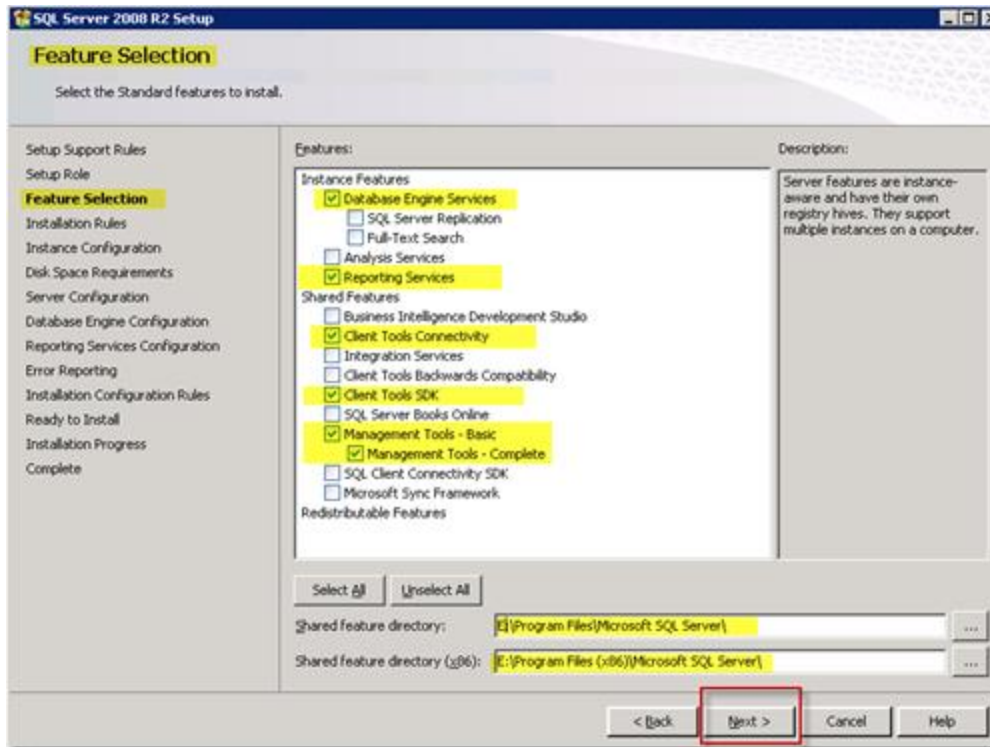 SQL Server 2008 R2 Setup
Feature Selection
Select the Standard features to install.
Setup Support Rules
Setup Role
Feature Selection
Installation Rules
Instance Configuration
Disk Space Requirements
Server Configuration
Database Engine Configuration
Reporting Services Configuration
Error Reporting
Installation Configuration Rules
Ready to Install
Installation Progress
Complete
Features:
Instance Features
Database Engine Services
SQL Server Replication
Full-Text Search
Analysis Services
Reporting Services
Shared Features
Business Intelligence Development Studio
Client Tools Connectivity
Integration Services
Client Tools Backwards Compatibility
Client Tools SDK
SQL Server Books Online
Management Tools - Basic
Management Tools - Complete
SQL Client Connectivity SDK
Microsoft Sync Framework
Redistributable Features
Description:
Server features are instance-
aware and have their own
registry hives. They support
multiple instances on a computer.
Select All
Unselect All
Shared feature directory:
E:\Program Files\Microsoft SQL Server\
...
Shared feature directory (x86):
E:\Program Files (x86)\Microsoft SQL Server\
...
< Back
Next >
Cancel
Help